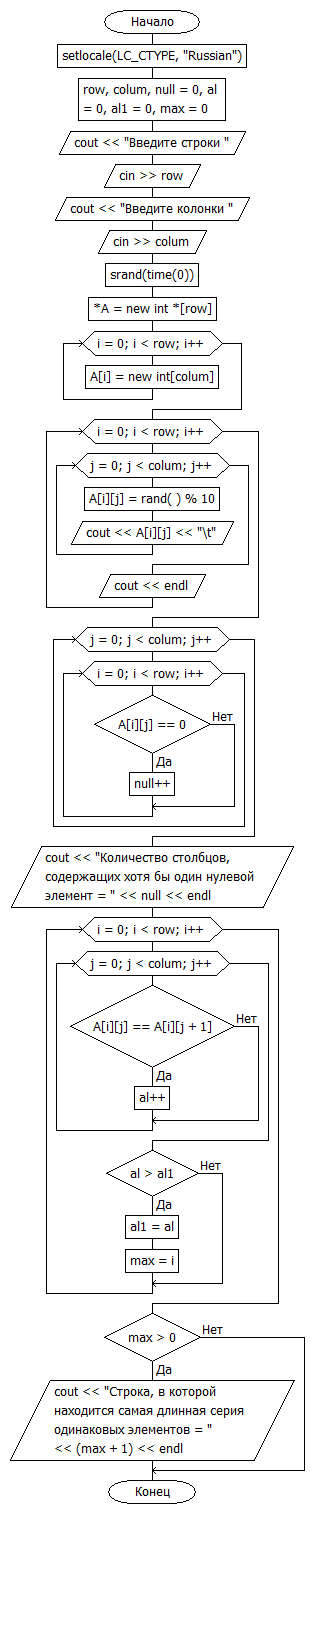 Начало
setlocale(LC_CTYPE, "Russian")
row, colum, null = 0, al
= 0, al1 = 0, max = 0
cout << "Введите строки "
cin >> row
cout << "Введите колонки "
cin >> colum
srand(time(0))
*A = new int *[row]
i = 0; i < row; i++
A[i] = new int[colum]
i = 0; i < row; i++
j = 0; j < colum; j++
A[i][j] = rand( ) % 10
cout << A[i][j] << "\t"
cout << endl
j = 0; j < colum; j++
i = 0; i < row; i++
A[i][j] == 0
Нет
Да
null++
cout << "Количество столбцов,
содержащих хотя бы один нулевой
элемент = " << null << endl
i = 0; i < row; i++
j = 0; j < colum; j++
A[i][j] == A[i][j + 1]
Нет
Да
al++
al > al1
Нет
Да
al1 = al
max = i
max > 0
Нет
Да
cout << "Строка, в которой
находится самая длинная серия
одинаковых элементов = "
<< (max + 1) << endl
Конец